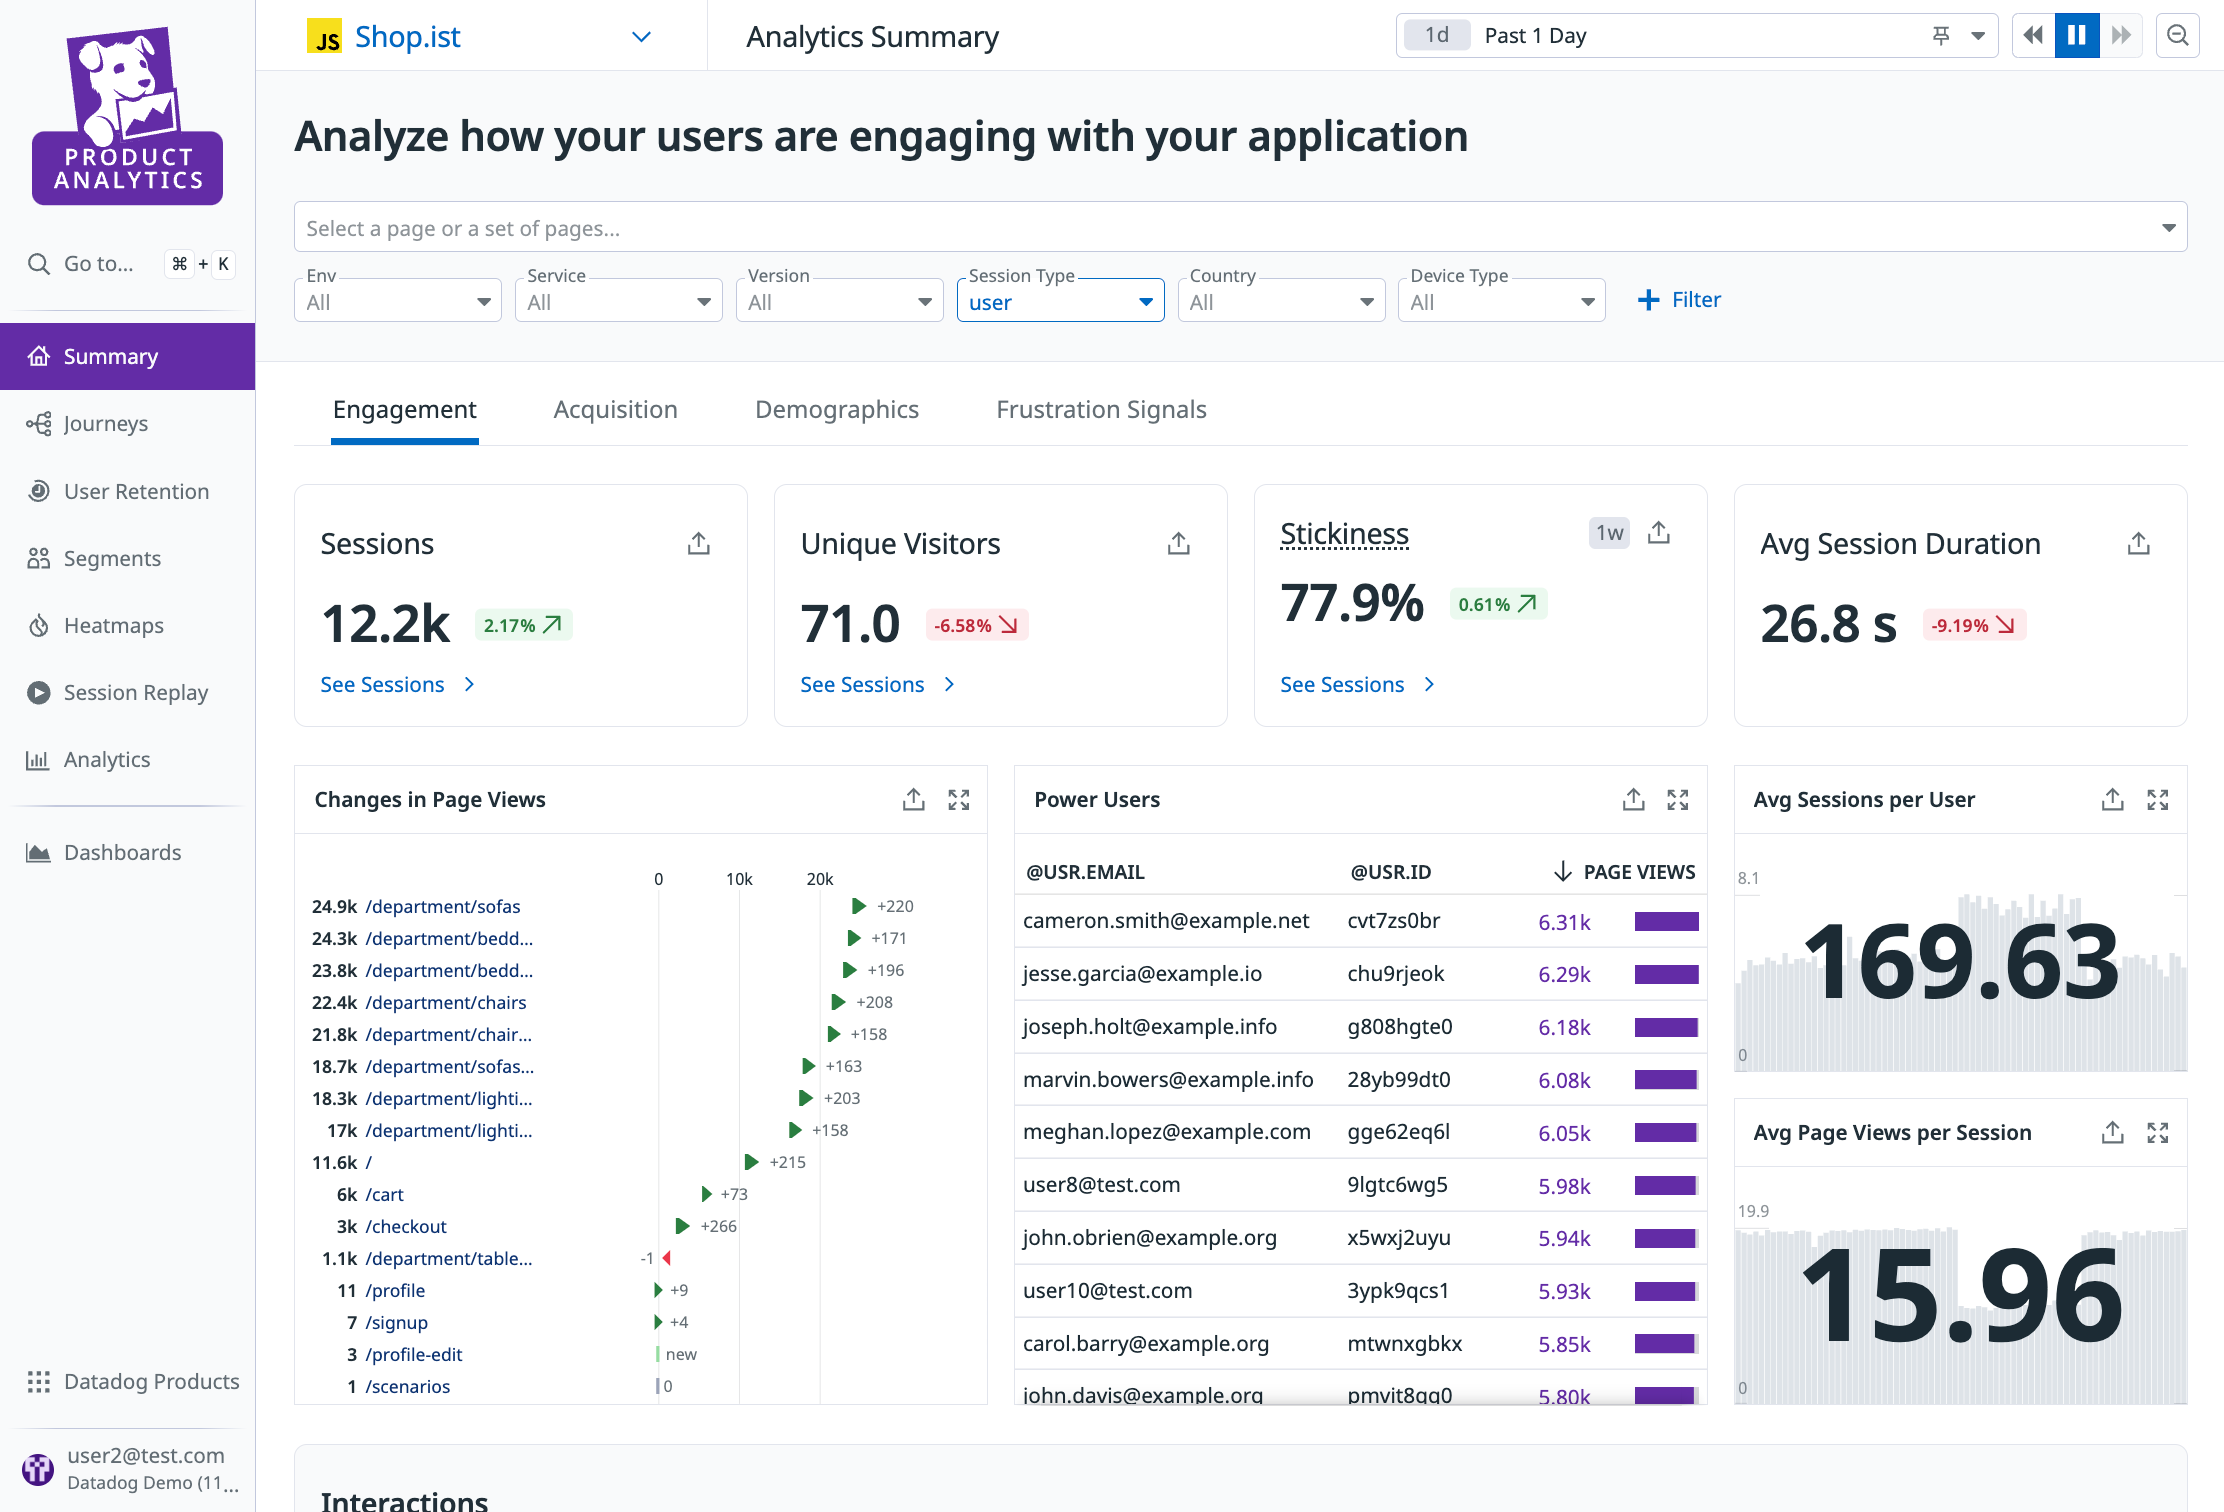 PRODUCT
ANALYTICS
Go to...
⌘ + K
Summary
Journeys
User Retention
Segments
Heatmaps
Session Replay
Analytics
Dashboards
Datadog Products
user2@test.com
Datadog Demo (11...
JS Shop.ist
Analytics Summary
1d Past 1 Day
Analyze how your users are engaging with your application
Select a page or a set of pages...
Env
All
Service
All
Version
All
Session Type
user
Country
All
Device Type
All
+ Filter
Engagement
Acquisition
Demographics
Frustration Signals
Sessions
12.2k 2.17%
See Sessions
Unique Visitors
71.0 -6.58%
See Sessions
Stickiness 1w
77.9% 0.61%
See Sessions
Avg Session Duration
26.8 s -9.19%
Changes in Page Views
0 10k 20k
24.9k /department/sofas +220
24.3k /department/bedd... +171
23.8k /department/bedd... +196
22.4k /department/chairs +208
21.8k /department/chair... +158
18.7k /department/sofas... +163
18.3k /department/lighti... +203
17k /department/lighti... +158
11.6k / +215
6k /cart +73
3k /checkout +266
1.1k /department/table... -1
11 /profile +9
7 /signup +4
3 /profile-edit new
1 /scenarios 0
Power Users
@USR.EMAIL @USR.ID PAGE VIEWS
cameron.smith@example.net cvt7zs0br 6.31k
jesse.garcia@example.io chu9rjeok 6.29k
joseph.holt@example.info g808hgte0 6.18k
marvin.bowers@example.info 28yb99dt0 6.08k
meghan.lopez@example.com gge62eq6l 6.05k
user8@test.com 9lgtc6wg5 5.98k
john.obrien@example.org x5wxj2uyu 5.94k
user10@test.com 3ypk9qcs1 5.93k
carol.barry@example.org mtwnxgbkx 5.85k
john.davis@example.org 5.80k
Avg Sessions per User
8.1
169.63
0
Avg Page Views per Session
19.9
15.96
0
Interactions